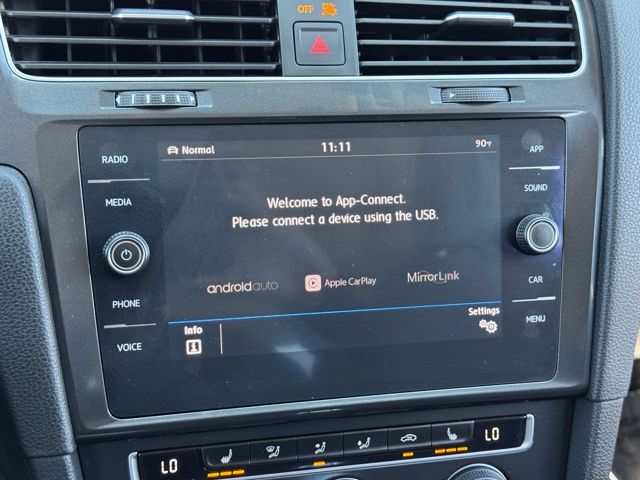 OFF
RADIO
MEDIA
PHONE
VOICE
Normal 11:11 90°F
Welcome to App-Connect.
Please connect a device using the USB.
androidauto Apple CarPlay MirrorLink
Info
Settings
APP
SOUND
CAR
MENU
LO LO